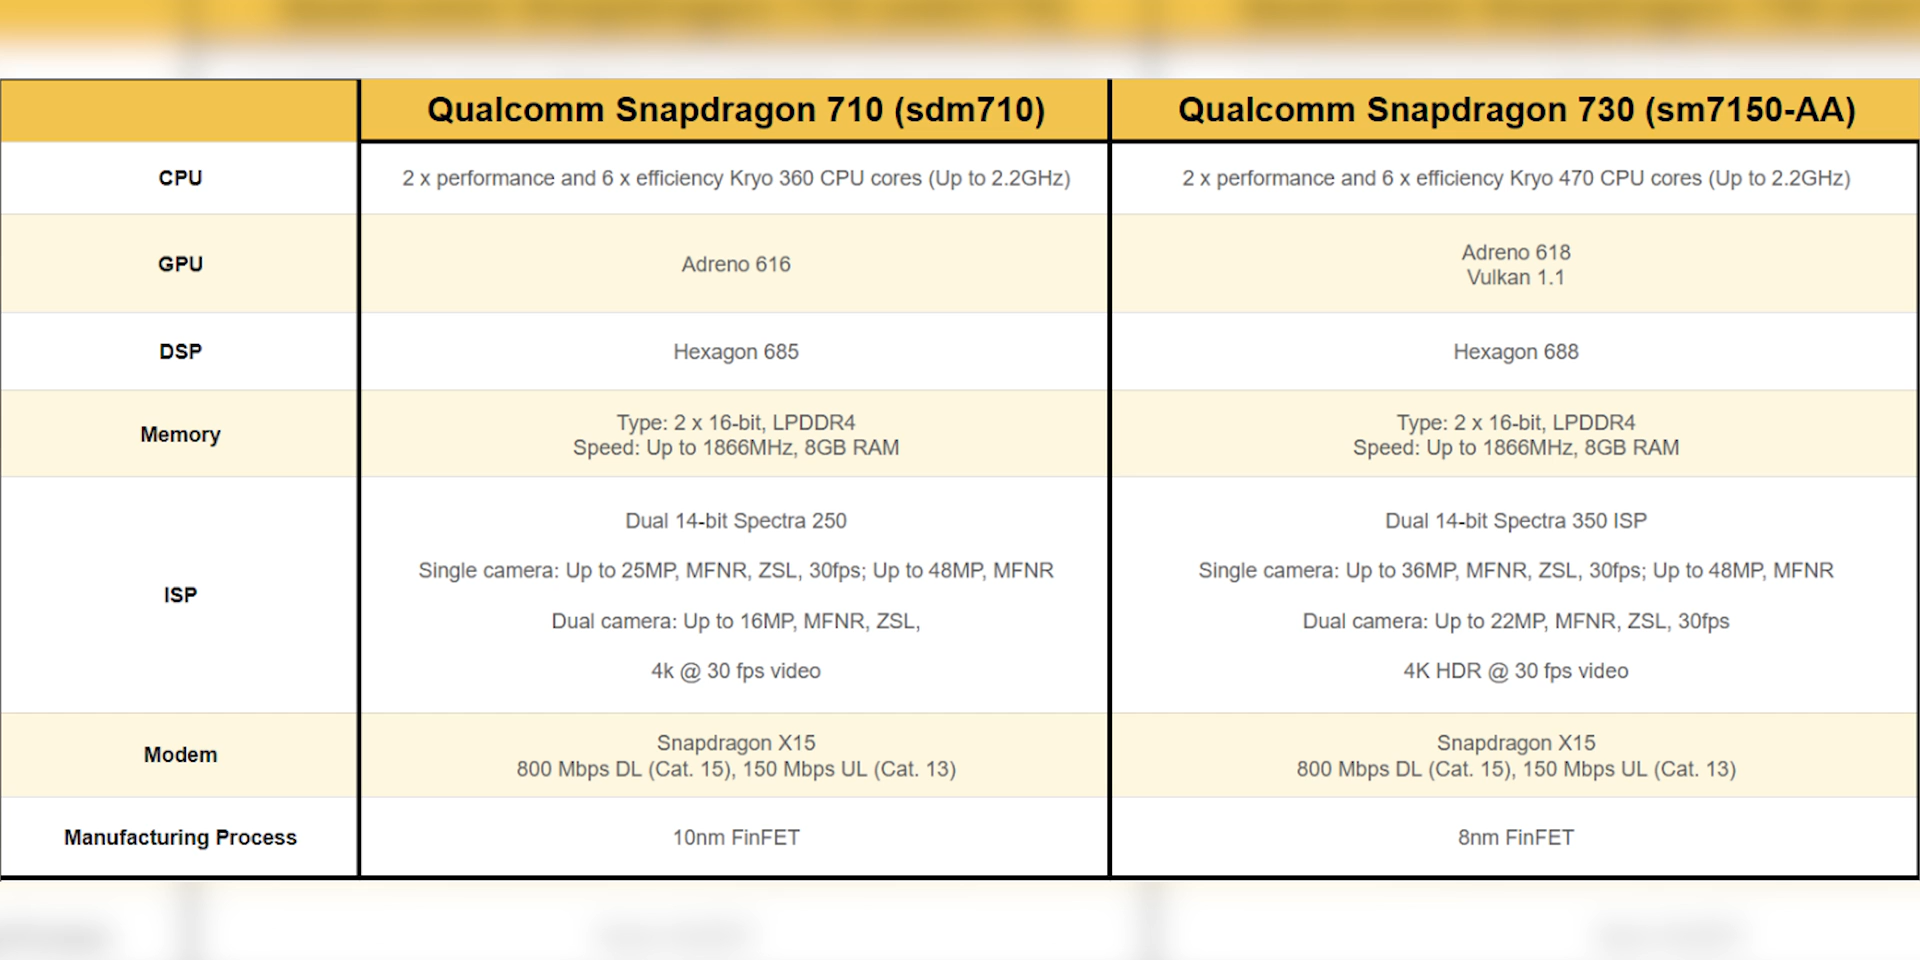 Qualcomm Snapdragon 710 (sdm710)
Qualcomm Snapdragon 730 (sm7150-AA)
CPU
2 x performance and 6 x efficiency Kryo 360 CPU cores (Up to 2.2GHz)
2 x performance and 6 x efficiency Kryo 470 CPU cores (Up to 2.2GHz)
GPU
Adreno 616
Adreno 618
Vulkan 1.1
DSP
Hexagon 685
Hexagon 688
Memory
Type: 2 x 16-bit, LPDDR4
Speed: Up to 1866MHz, 8GB RAM
Type: 2 x 16-bit, LPDDR4
Speed: Up to 1866MHz, 8GB RAM
ISP
Dual 14-bit Spectra 250
Single camera: Up to 25MP, MFNR, ZSL, 30fps; Up to 48MP, MFNR
Dual camera: Up to 16MP, MFNR, ZSL,
4k @ 30 fps video
Dual 14-bit Spectra 350 ISP
Single camera: Up to 36MP, MFNR, ZSL, 30fps; Up to 48MP, MFNR
Dual camera: Up to 22MP, MFNR, ZSL, 30fps
4K HDR @ 30 fps video
Modem
Snapdragon X15
800 Mbps DL (Cat. 15), 150 Mbps UL (Cat. 13)
Snapdragon X15
800 Mbps DL (Cat. 15), 150 Mbps UL (Cat. 13)
Manufacturing Process
10nm FinFET
8nm FinFET